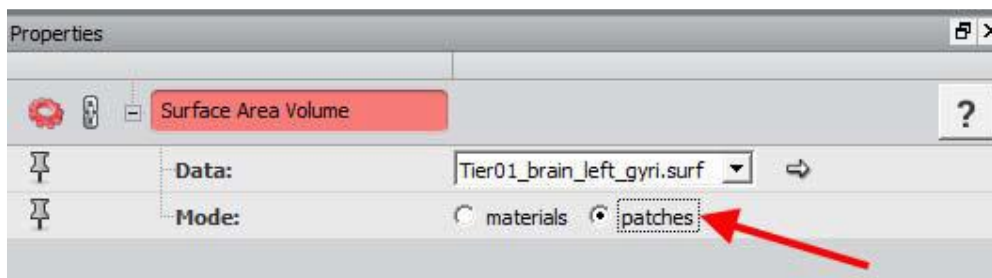 Properties
Surface Area Volume
?
Data: Tier01_brain_left_gyri.surf
Mode: materials patches